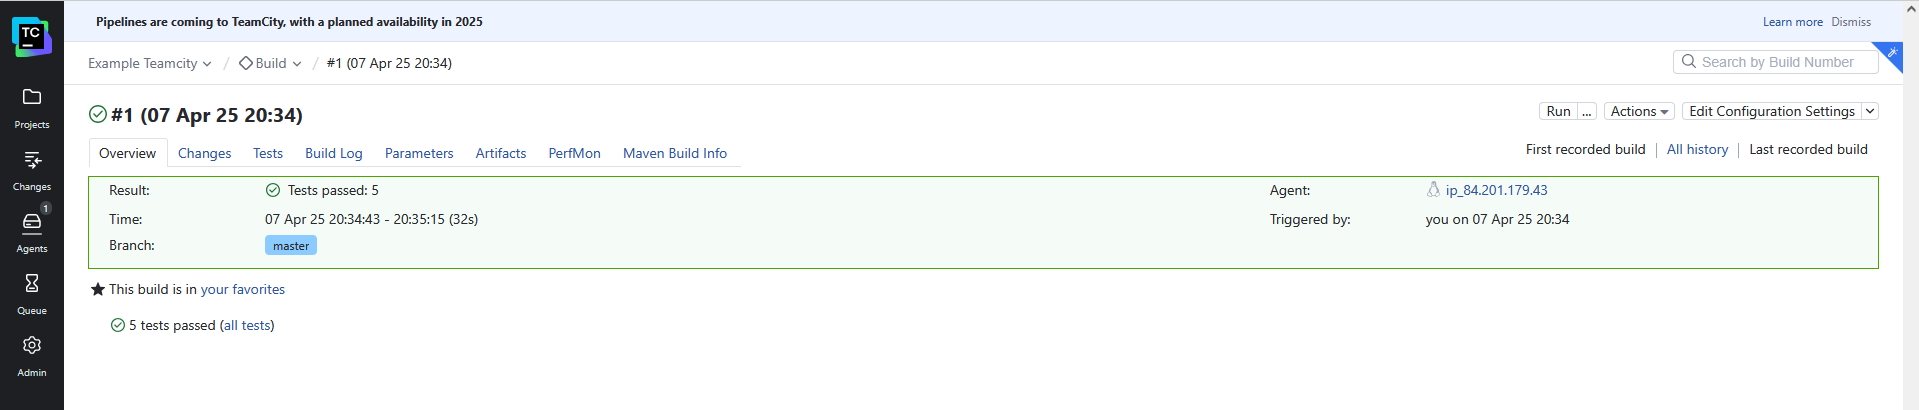 Pipelines are coming to TeamCity, with a planned availability in 2025
Learn more Dismiss
TC
Example Teamcity / Build / #1 (07 Apr 25 20:34)
Search by Build Number
Projects
Changes
1
Agents
Queue
Admin
#1 (07 Apr 25 20:34)
Run ... Actions Edit Configuration Settings
Overview Changes Tests Build Log Parameters Artifacts PerfMon Maven Build Info
First recorded build | All history | Last recorded build
Result: Tests passed: 5
Agent: ip_84.201.179.43
Time: 07 Apr 25 20:34:43 - 20:35:15 (32s)
Triggered by: you on 07 Apr 25 20:34
Branch: master
This build is in your favorites
5 tests passed (all tests)